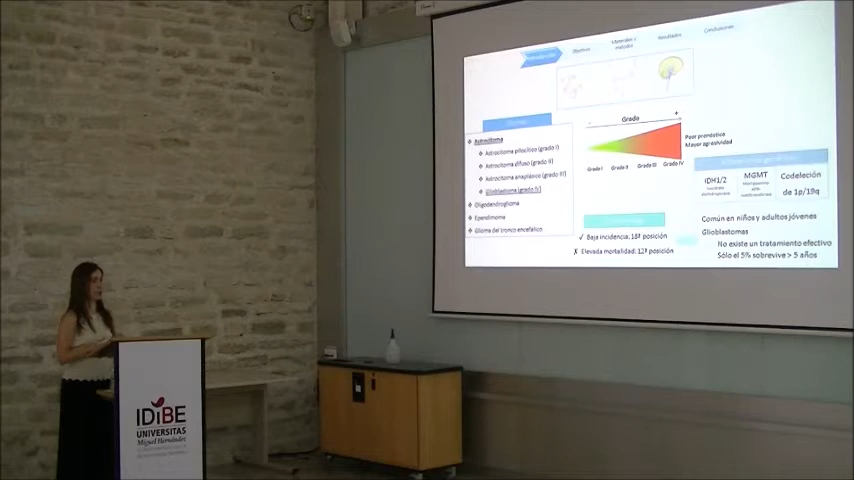 Objetivos
Materiales y
métodos
Resultados
Conclusiones
Grado
- +
Grado I Grado II Grado III Grado IV
Peor pronóstico
Mayor agresividad
❖ Astrocitoma
❖ Astrocitoma pilocítico (grado I)
❖ Astrocitoma difuso (grado II)
❖ Astrocitoma anaplásico (grado III)
❖ Glioblastoma (grado IV)
❖ Oligodendroglioma
❖ Ependimoma
❖ Glioma del tronco encefálico
IDH1/2
MGMT
Codeleción
de 1p/19q
✓ Baja incidencia, 18ª posición
✗ Elevada mortalidad: 12ª posición
Común en niños y adultos jóvenes
Glioblastomas
No existe un tratamiento efectivo
Sólo el 5% sobrevive > 5 años
IDiBE
UNIVERSITAS
Miguel Hernández